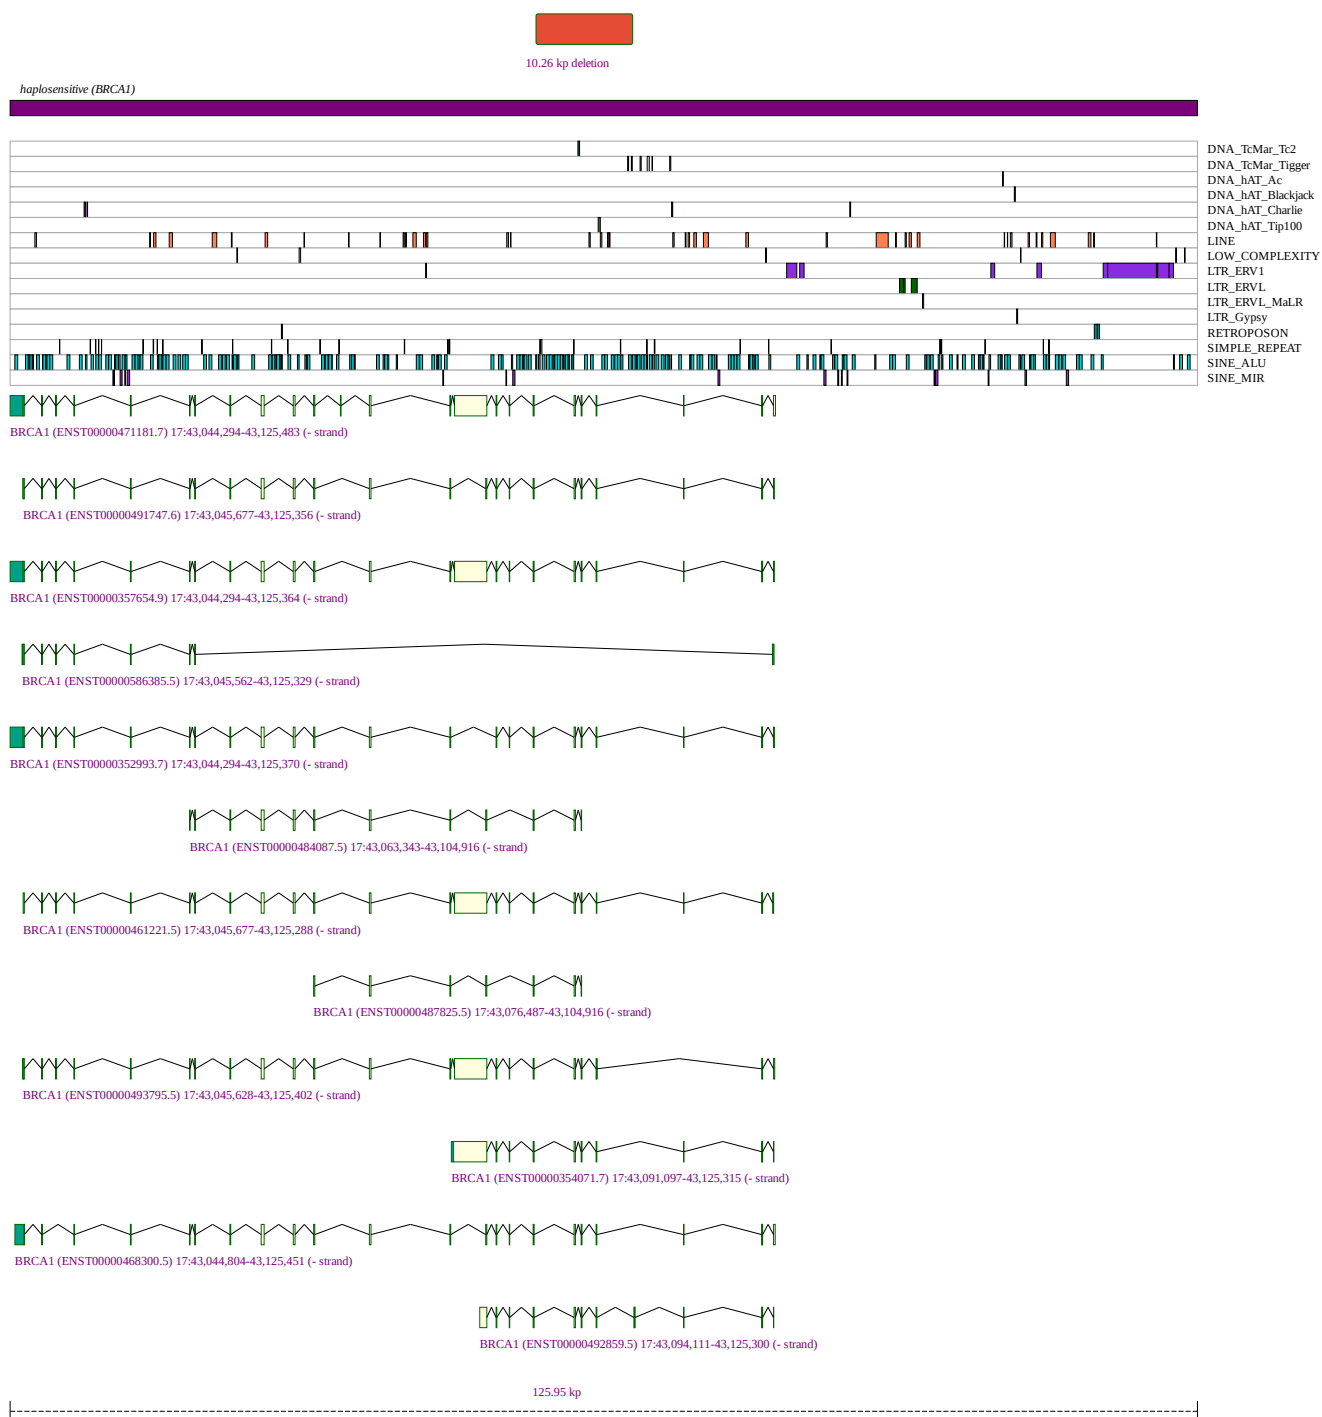 10.26 kp deletion
haplosensitive (BRCA1)
DNA_TcMar_Tc2
DNA_TcMar_Tigger
DNA_hAT_Ac
DNA_hAT_Blackjack
DNA_hAT_Charlie
DNA_hAT_Tip100
LINE
LOW_COMPLEXITY
LTR_ERV1
LTR_ERVL
LTR_ERVL_MaLR
LTR_Gypsy
RETROPOSON
SIMPLE_REPEAT
SINE_ALU
SINE_MIR
BRCA1 (ENST00000471181.7) 17:43,044,294-43,125,483 (- strand)
BRCA1 (ENST00000491747.6) 17:43,045,677-43,125,356 (- strand)
BRCA1 (ENST00000357654.9) 17:43,044,294-43,125,364 (- strand)
BRCA1 (ENST00000586385.5) 17:43,045,562-43,125,329 (- strand)
BRCA1 (ENST00000352993.7) 17:43,044,294-43,125,370 (- strand)
BRCA1 (ENST00000484087.5) 17:43,063,343-43,104,916 (- strand)
BRCA1 (ENST00000461221.5) 17:43,045,677-43,125,288 (- strand)
BRCA1 (ENST00000487825.5) 17:43,076,487-43,104,916 (- strand)
BRCA1 (ENST00000493795.5) 17:43,045,628-43,125,402 (- strand)
BRCA1 (ENST00000354071.7) 17:43,091,097-43,125,315 (- strand)
BRCA1 (ENST00000468300.5) 17:43,044,804-43,125,451 (- strand)
BRCA1 (ENST00000492859.5) 17:43,094,111-43,125,300 (- strand)
125.95 kp